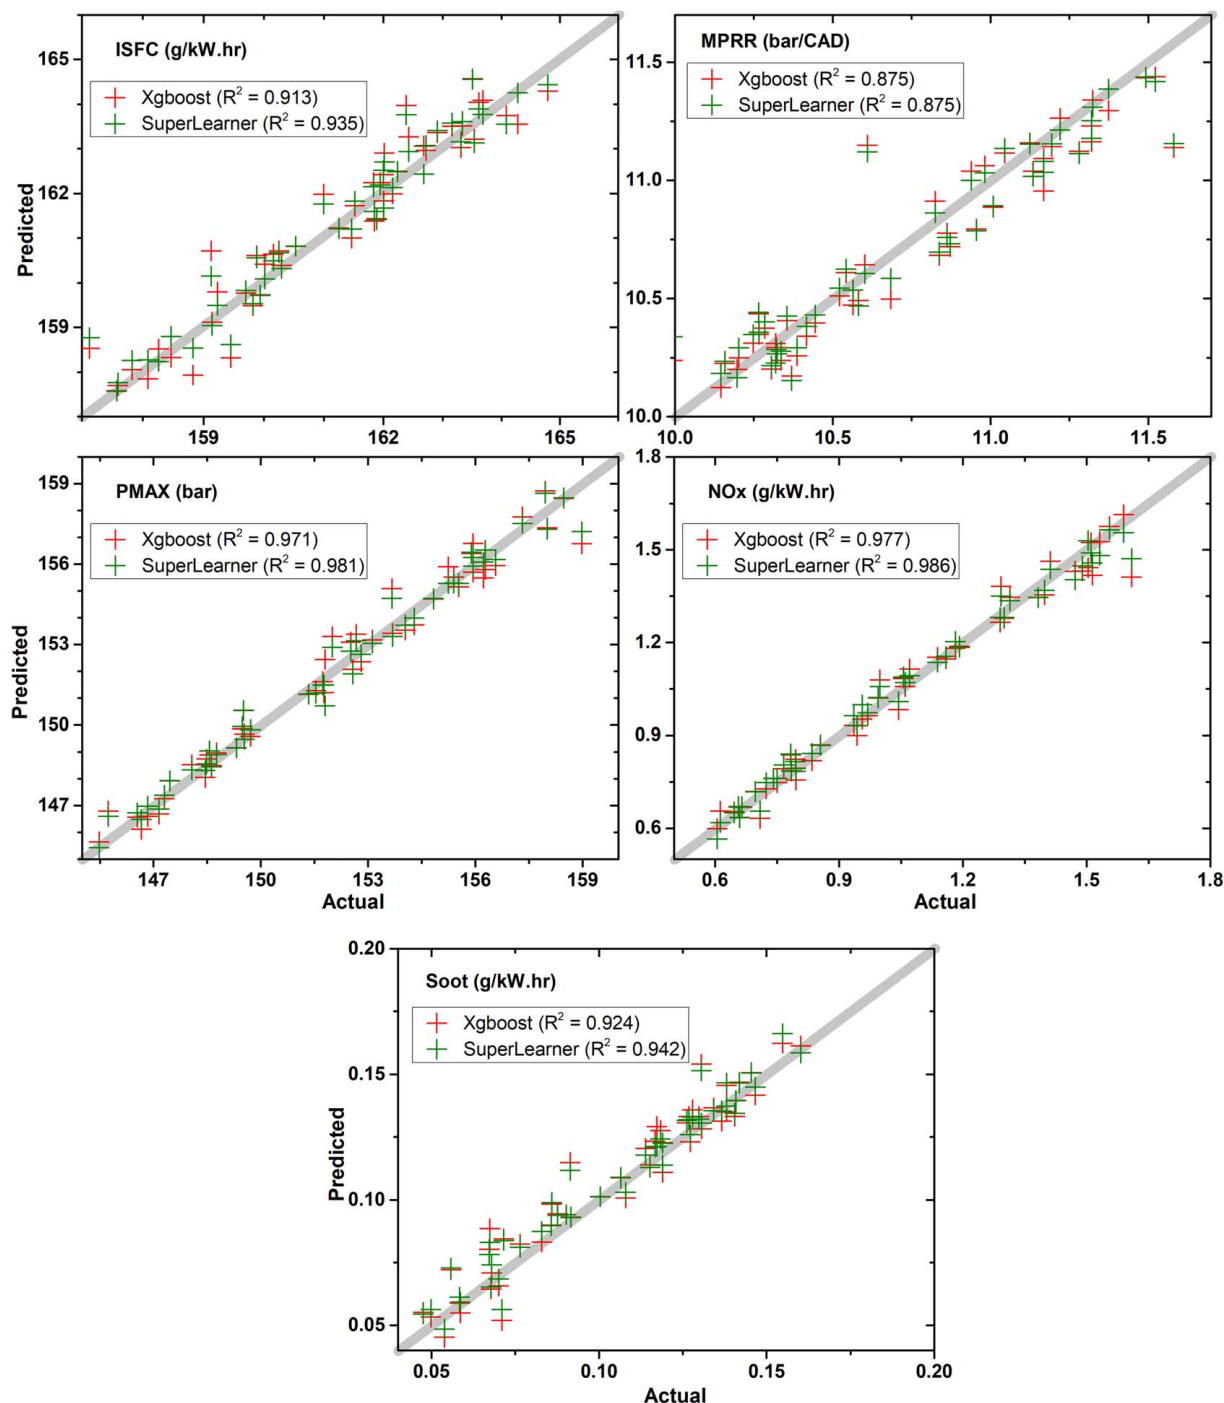 ISFC (g/kW.hr)
Xgboost (R² = 0.913)
SuperLearner (R² = 0.935)
165
162
159
Predicted
159
162
165
MPRR (bar/CAD)
Xgboost (R² = 0.875)
SuperLearner (R² = 0.875)
11.5
11.0
10.5
10.0
10.0
10.5
11.0
11.5
PMAX (bar)
Xgboost (R² = 0.971)
SuperLearner (R² = 0.981)
159
156
153
150
147
Predicted
147
150
153
156
159
Actual
NOx (g/kW.hr)
Xgboost (R² = 0.977)
SuperLearner (R² = 0.986)
1.8
1.5
1.2
0.9
0.6
0.6
0.9
1.2
1.5
1.8
Actual
Soot (g/kW.hr)
Xgboost (R² = 0.924)
SuperLearner (R² = 0.942)
0.20
0.15
0.10
0.05
Predicted
0.05
0.10
0.15
0.20
Actual